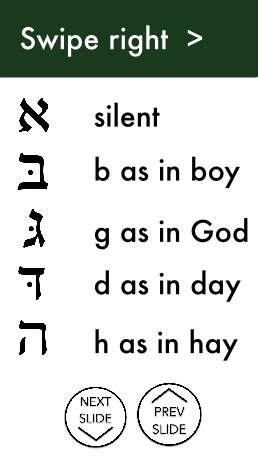 Swipe right >
א silent
בּ b as in boy
גּ g as in God
דּ d as in day
ה h as in hay
NEXT SLIDE
PREV SLIDE